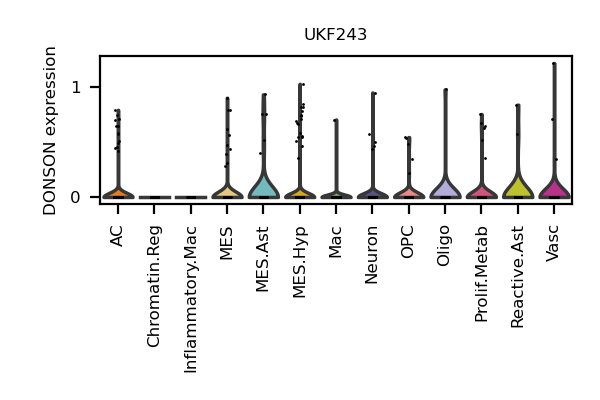 UKF243
DONSON expression
1
0
AC
Chromatin.Reg
Inflammatory.Mac
MES
MES.Ast
MES.Hyp
Mac
Neuron
OPC
Oligo
Prolif.Metab
Reactive.Ast
Vasc